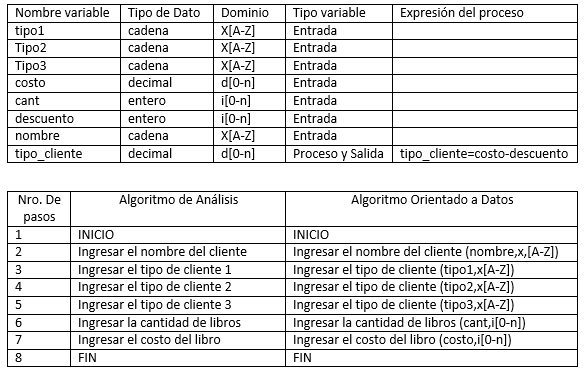 Nombre variable Tipo de Dato Dominio Tipo variable Expresión del proceso
tipo1 cadena X[A-Z] Entrada
Tipo2 cadena X[A-Z] Entrada
Tipo3 cadena X[A-Z] Entrada
costo decimal d[0-n] Entrada
cant entero i[0-n] Entrada
descuento entero i[0-n] Entrada
nombre cadena X[A-Z] Entrada
tipo_cliente decimal d[0-n] Proceso y Salida tipo_cliente=costo-descuento
Nro. De pasos Algoritmo de Análisis Algoritmo Orientado a Datos
1 INICIO INICIO
2 Ingresar el nombre del cliente Ingresar el nombre del cliente (nombre,x,[A-Z])
3 Ingresar el tipo de cliente 1 Ingresar el tipo de cliente (tipo1,x[A-Z])
4 Ingresar el tipo de cliente 2 Ingresar el tipo de cliente (tipo2,x[A-Z])
5 Ingresar el tipo de cliente 3 Ingresar el tipo de cliente (tipo3,x[A-Z])
6 Ingresar la cantidad de libros Ingresar la cantidad de libros (cant,i[0-n])
7 Ingresar el costo del libro Ingresar el costo del libro (costo,i[0-n])
8 FIN FIN